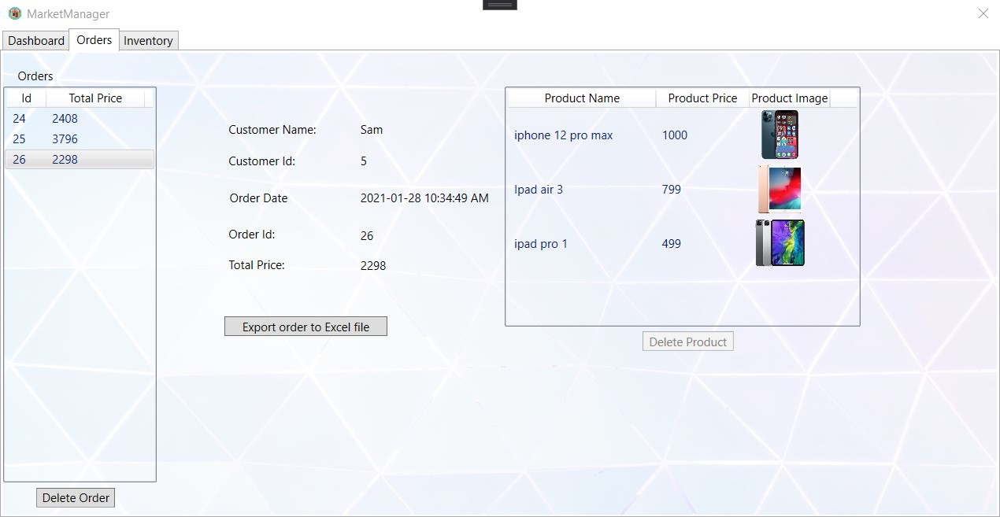 MarketManager
Dashboard Orders Inventory
Orders
Id Total Price
24 2408
25 3796
26 2298
Customer Name: Sam
Customer Id: 5
Order Date 2021-01-28 10:34:49 AM
Order Id: 26
Total Price: 2298
Export order to Excel file
Product Name Product Price Product Image
iphone 12 pro max 1000
Ipad air 3 799
ipad pro 1 499
Delete Product
Delete Order